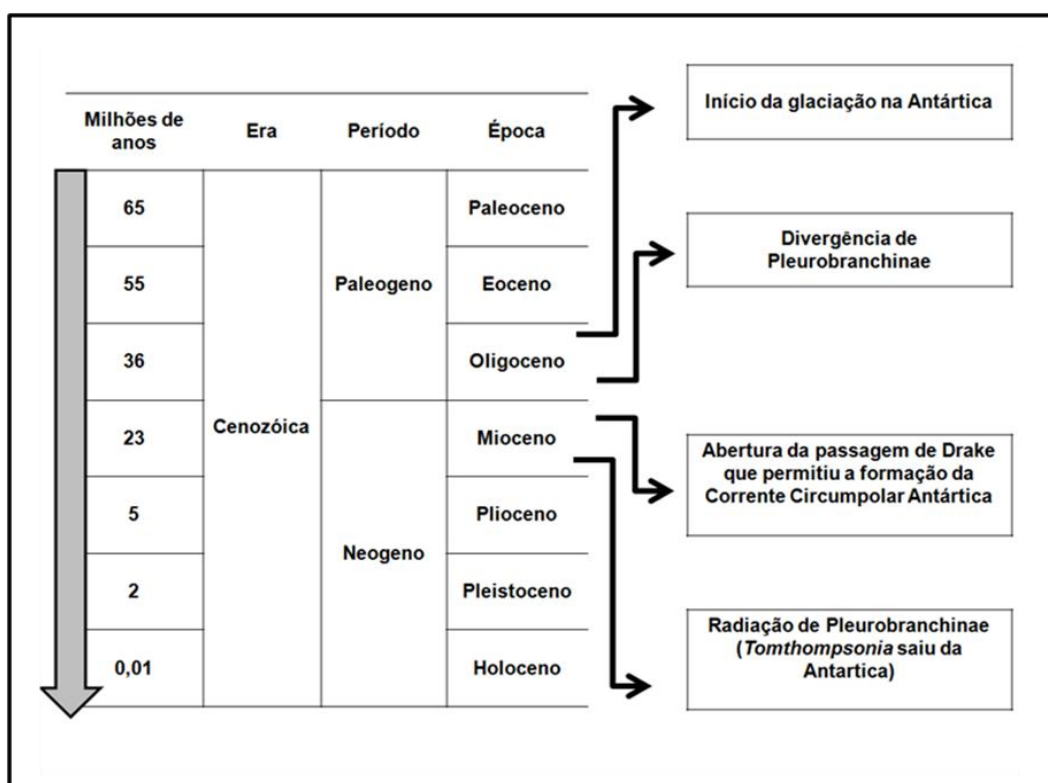 Milhões de
anos
Era
Período
Época
65
Paleoceno
55
Paleogeno
Eoceno
36
Oligoceno
Cenozóica
23
Mioceno
5
Plioceno
Neogeno
2
Pleistoceno
0,01
Holoceno
Início da glaciação na Antártica
Divergência de
Pleurobranchinae
Abertura da passagem de Drake
que permitiu a formação da
Corrente Circumpolar Antártica
Radiação de Pleurobranchinae
(Tomthompsonia saiu da
Antartica)